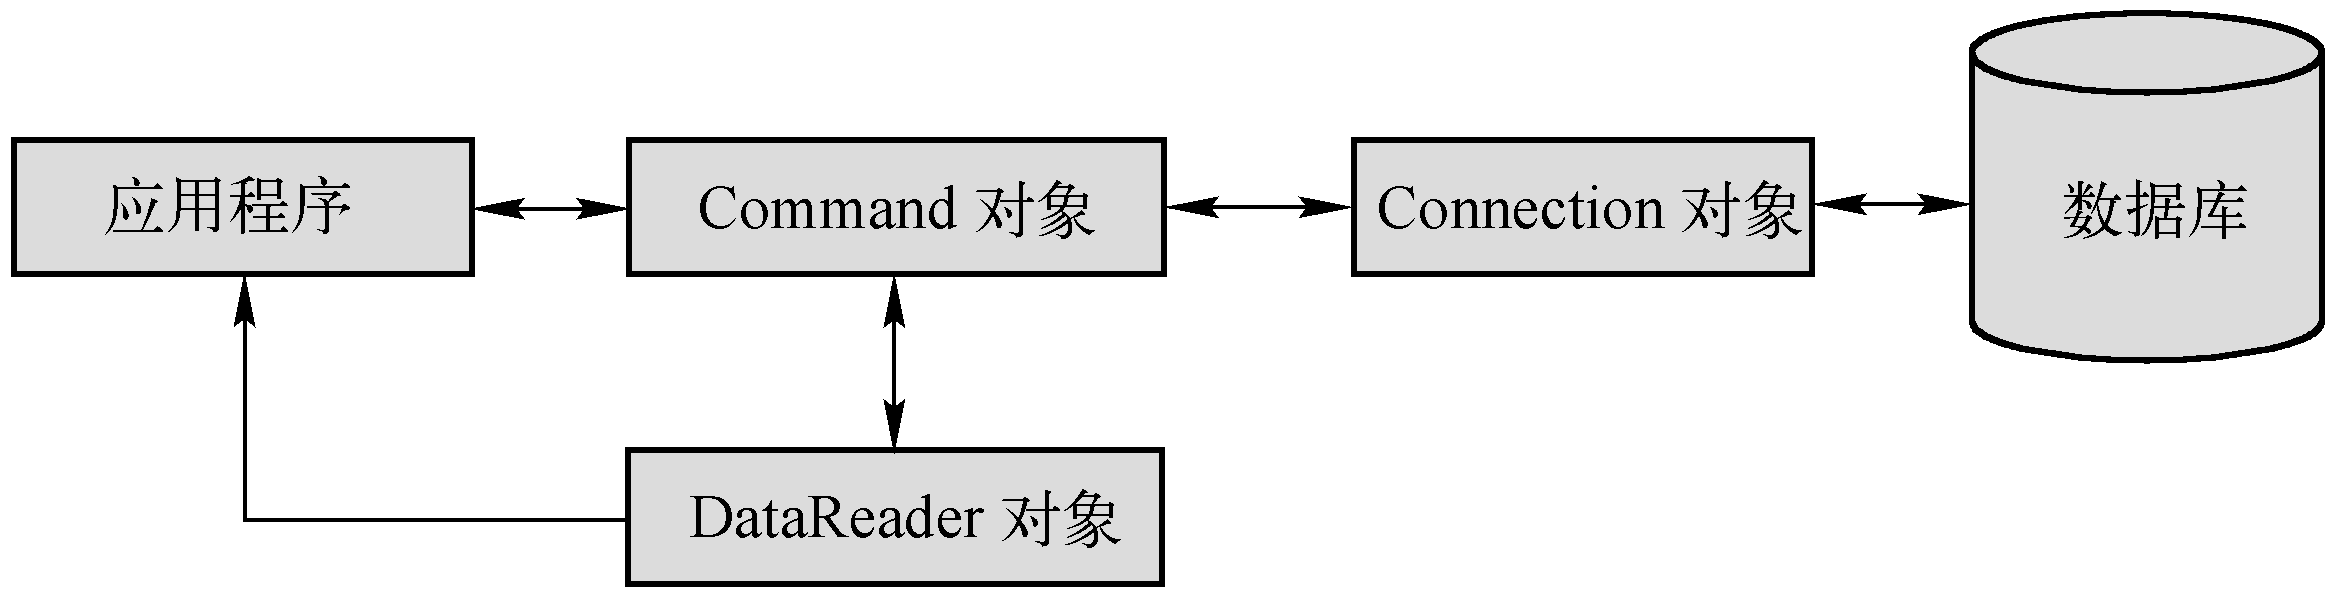 应用程序
Command 对象
Connection 对象
数据库
DataReader 对象